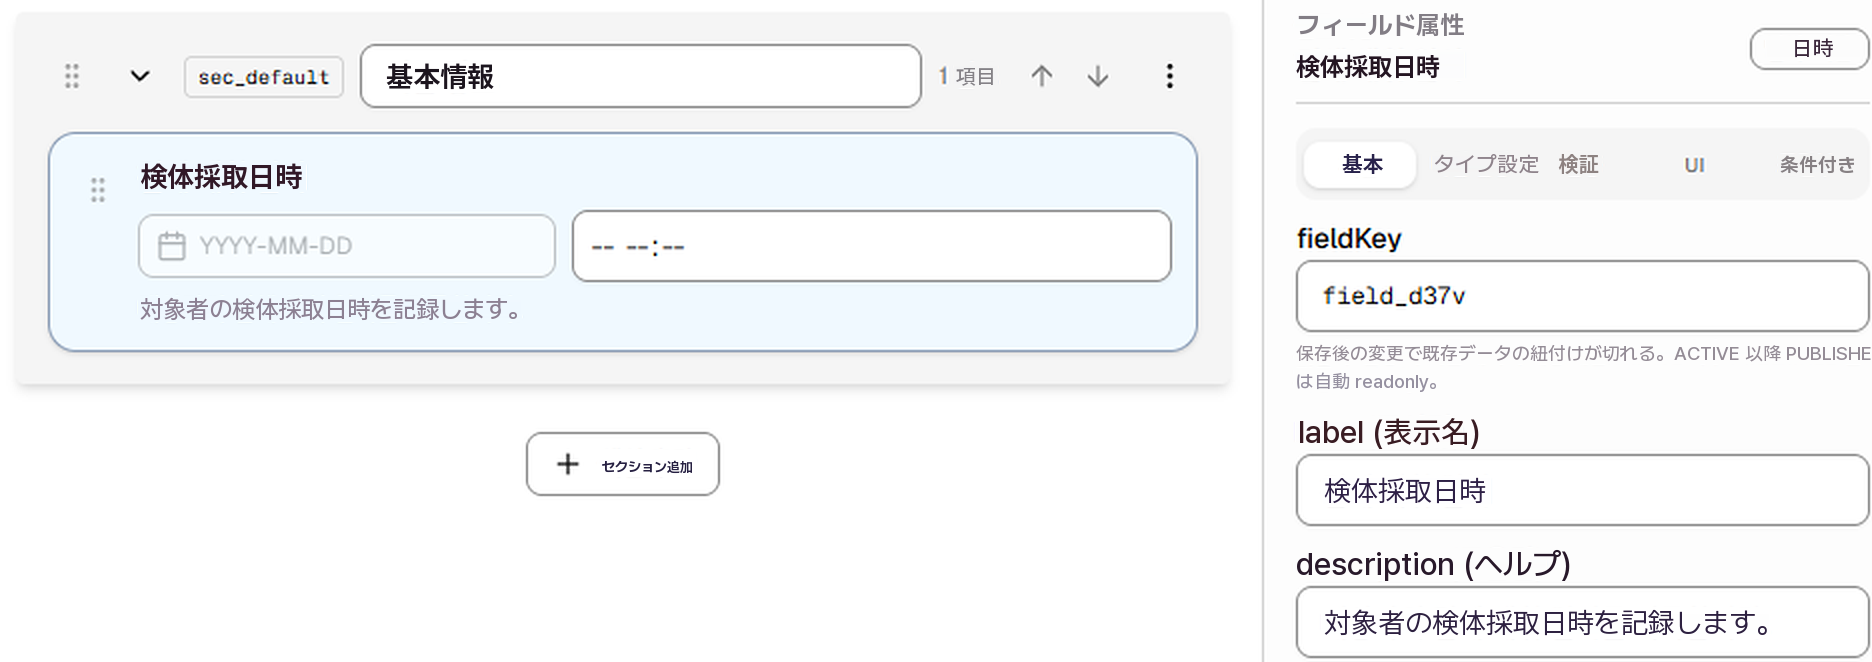 sec_default 基本情報 1 項目
検体採取日時
YYYY-MM-DD -- --:--
対象者の検体採取日時を記録します。
セクション追加
フィールド属性
検体採取日時
日時
基本 タイプ設定 検証 UI 条件付き
fieldKey
field_d37v
保存後の変更で既存データの紐付けが切れる。ACTIVE 以降 PUBLISHE
は自動 readonly。
label (表示名)
検体採取日時
description (ヘルプ)
対象者の検体採取日時を記録します。